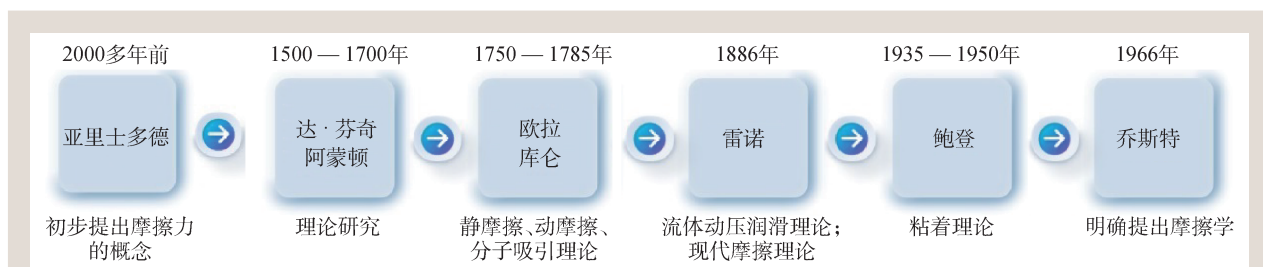 2000多年前
亚里士多德
初步提出摩擦力
的概念
1500 — 1700年
达 · 芬奇
阿蒙顿
理论研究
1750 — 1785年
欧拉
库仑
静摩擦、动摩擦、
分子吸引理论
1886年
雷诺
流体动压润滑理论；
现代摩擦理论
1935 — 1950年
鲍登
粘着理论
1966年
乔斯特
明确提出摩擦学